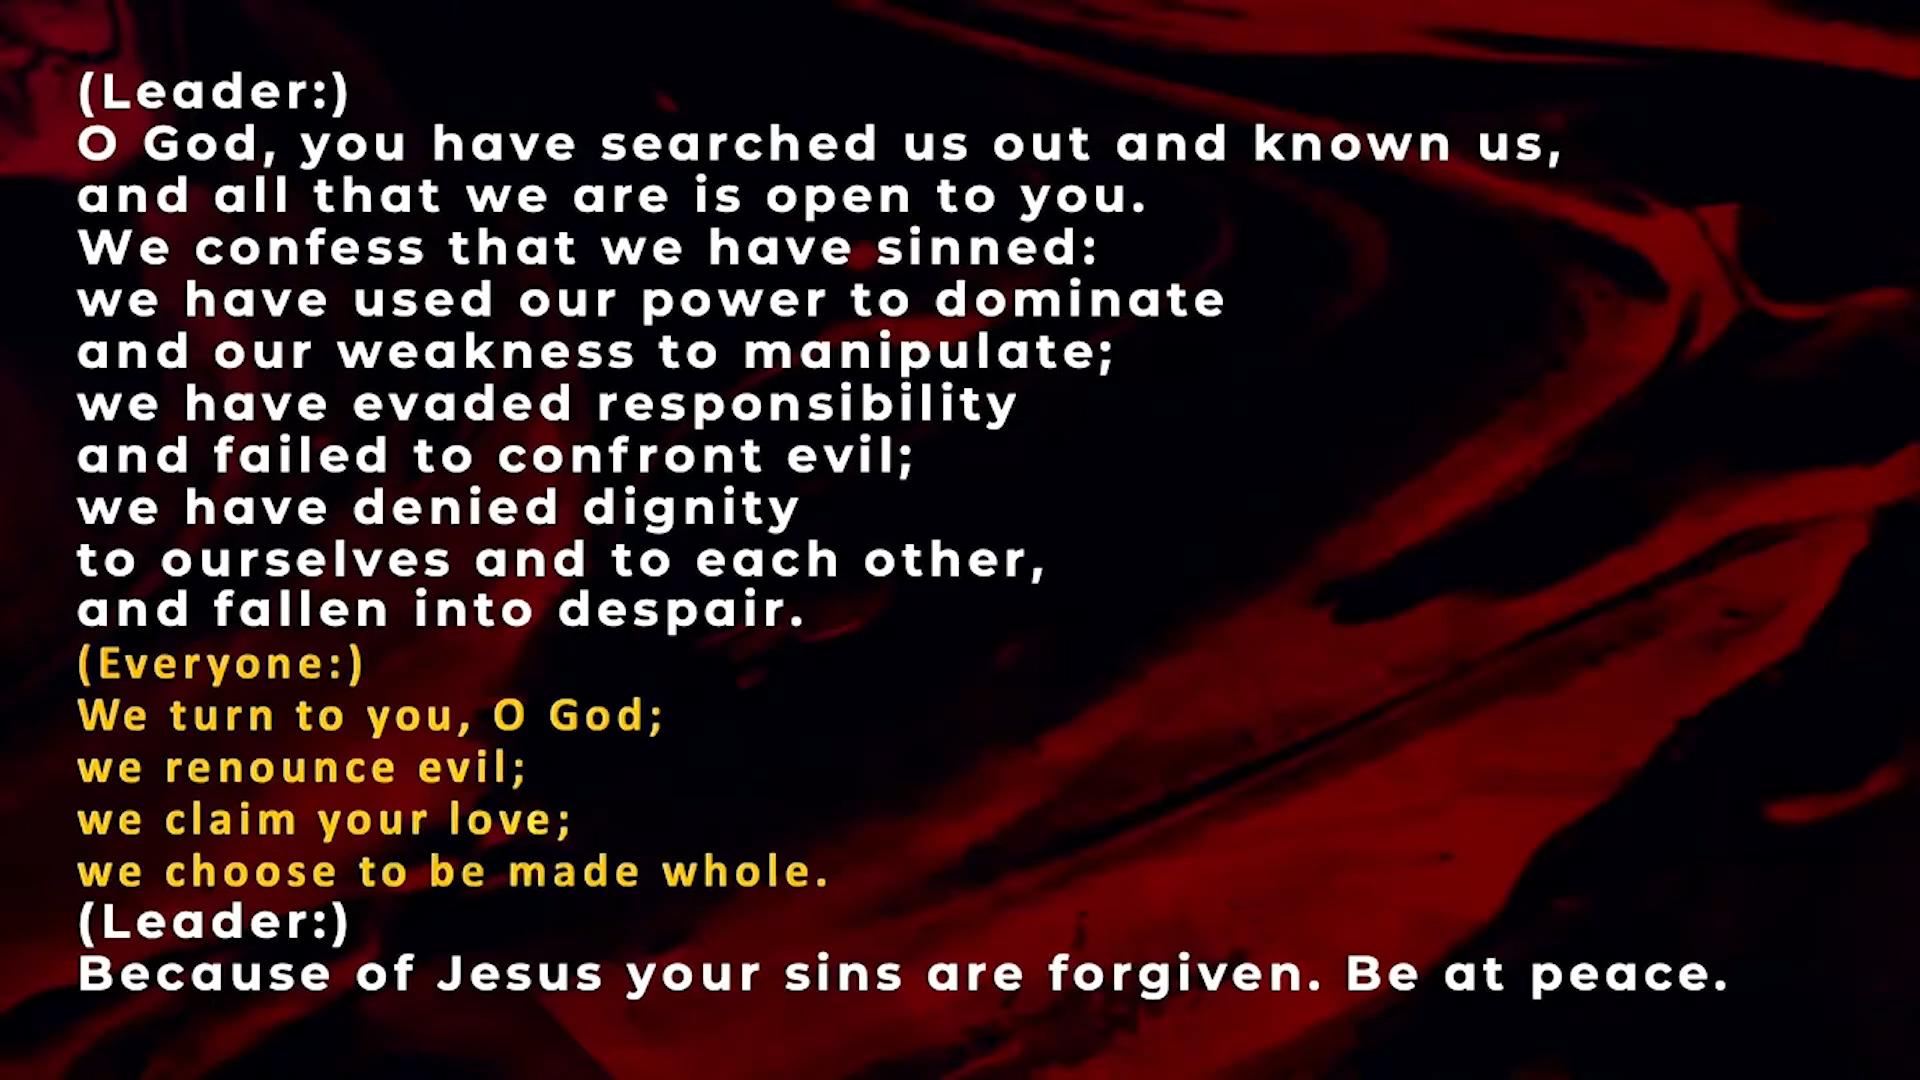 (Leader:)
O God, you have searched us out and known us,
and all that we are is open to you.
We confess that we have sinned:
we have used our power to dominate
and our weakness to manipulate;
we have evaded responsibility
and failed to confront evil;
we have denied dignity
to ourselves and to each other,
and fallen into despair.
(Everyone:)
We turn to you, O God;
we renounce evil;
we claim your love;
we choose to be made whole.
(Leader:)
Because of Jesus your sins are forgiven. Be at peace.